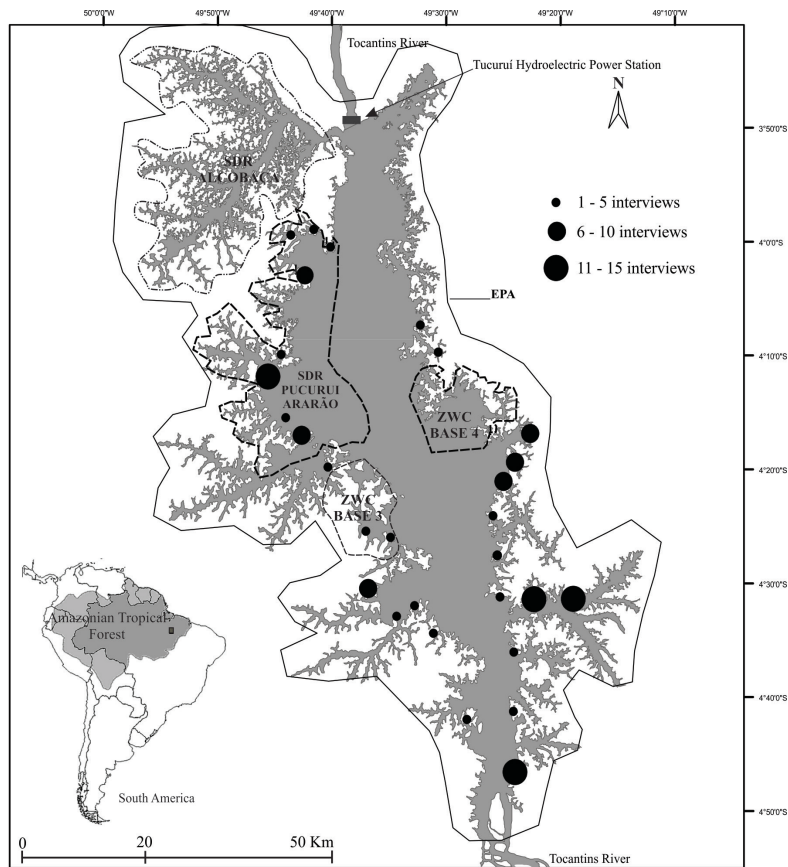 50°0'0"W 49°50'0"W 49°40'0"W 49°30'0"W 49°20'0"W 49°10'0"W
Tocantins River
Tucuruí Hydroelectric Power Station
N
3°50'0"S
SDR
ALCOBAÇA
1 - 5 interviews
6 - 10 interviews
11 - 15 interviews
4°0'0"S
EPA
4°10'0"S
SDR
PUCURUI
ARARÃO
ZWC
BASE 4
4°20'0"S
ZWC
BASE 3
4°30'0"S
Amazonian Tropical
Forest
4°40'0"S
South America
4°50'0"S
0 20 50 Km
Tocantins River